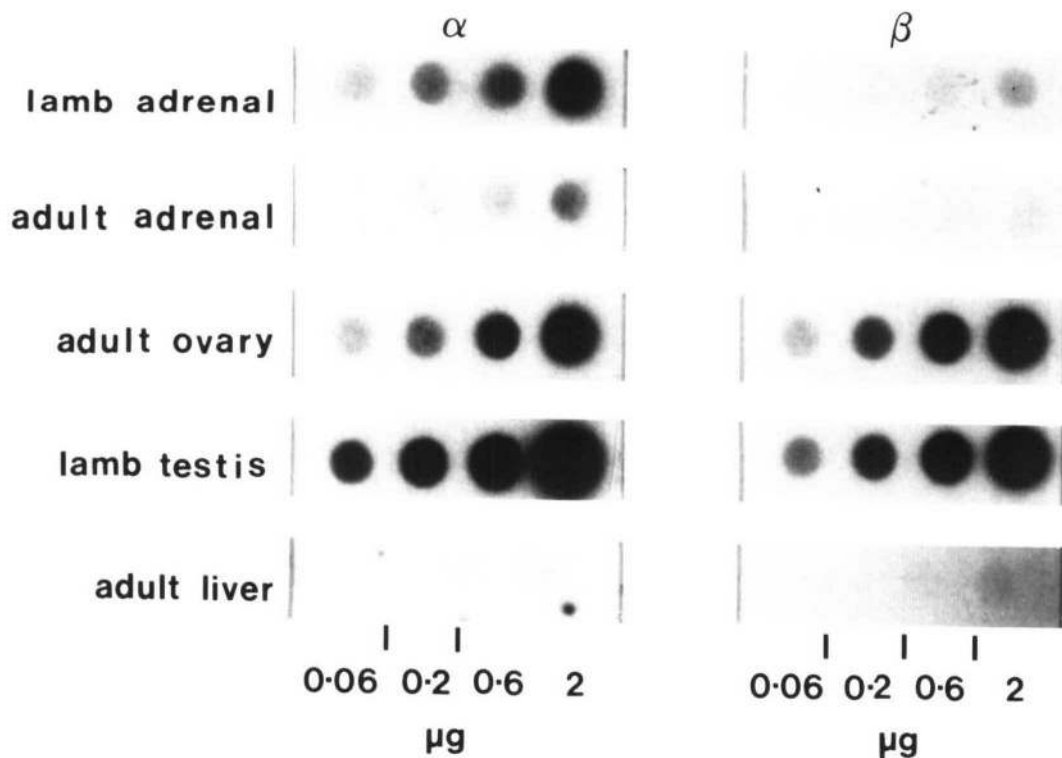 α β
lamb adrenal
adult adrenal
adult ovary
lamb testis
adult liver
0·06 0·2 0·6 2 0·06 0·2 0·6 2
µg µg